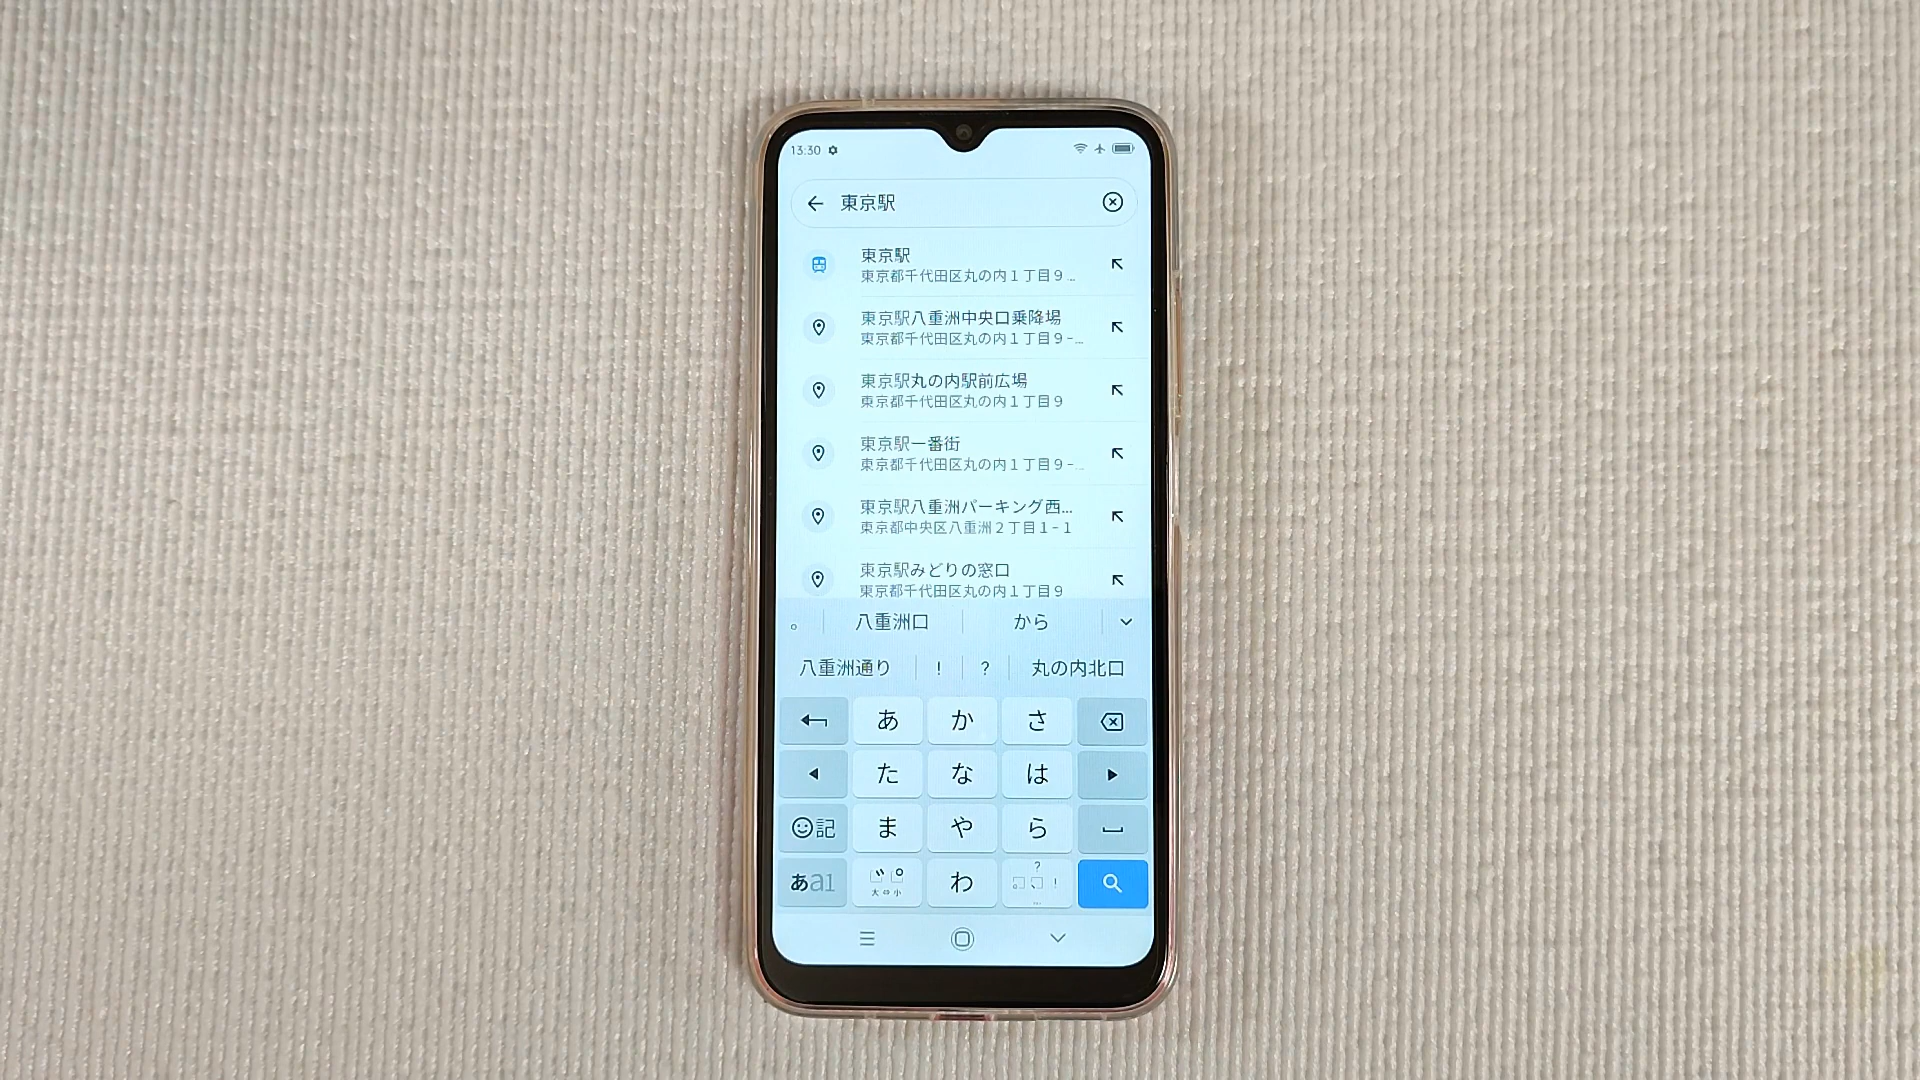 13:30
東京駅
東京駅
東京都千代田区丸の内１丁目９...
東京駅八重洲中央口乗降場
東京都千代田区丸の内１丁目９−...
東京駅丸の内駅前広場
東京都千代田区丸の内１丁目９
東京駅一番街
東京都千代田区丸の内１丁目９−...
東京駅八重洲パーキング西...
東京都中央区八重洲２丁目１−１
東京駅みどりの窓口
東京都千代田区丸の内１丁目９
。 八重洲口 から
八重洲通り ! ? 丸の内北口
あ か さ
た な は
記 ま や ら
あa1 大⇔小 わ 。、?!…